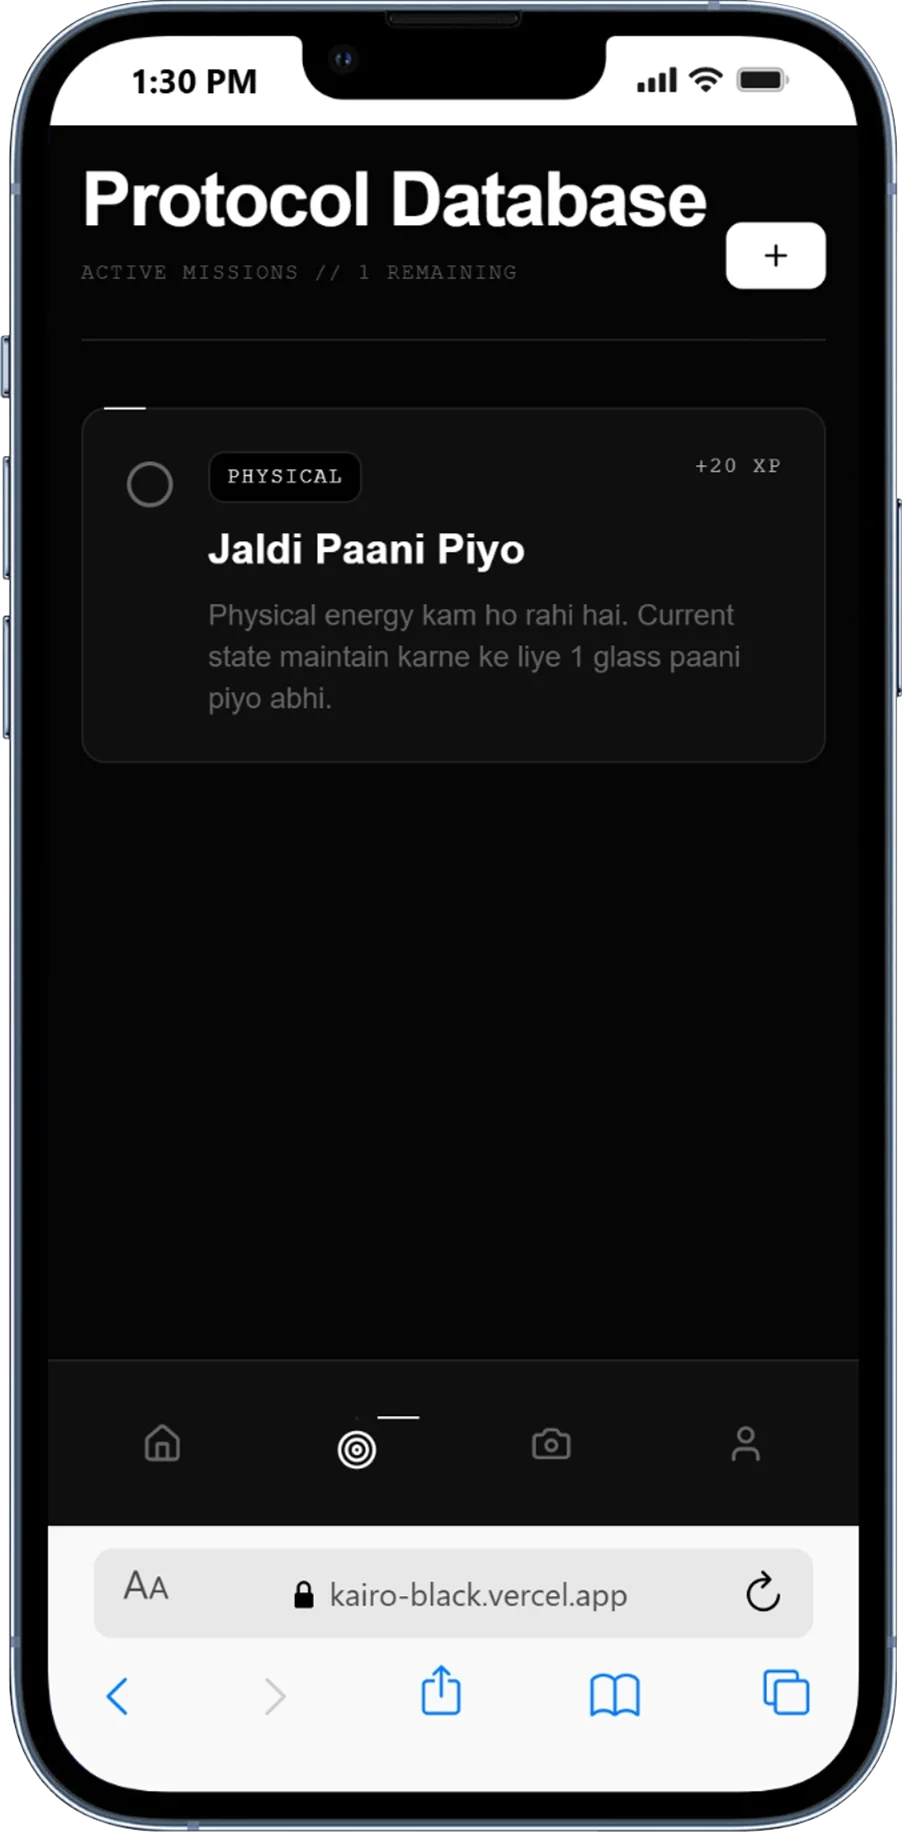 1:30 PM
Protocol Database
ACTIVE MISSIONS // 1 REMAINING
+
PHYSICAL
+20 XP
Jaldi Paani Piyo
Physical energy kam ho rahi hai. Current
state maintain karne ke liye 1 glass paani
piyo abhi.
AA
kairo-black.vercel.app